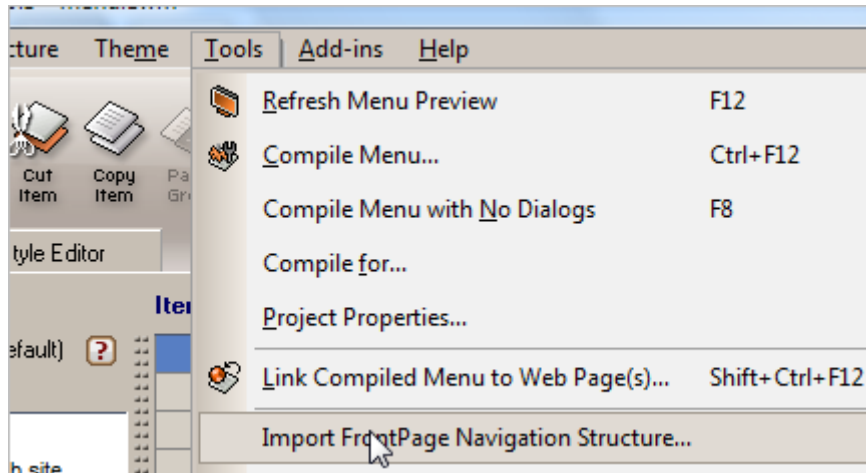 Theme Tools Add-ins Help
Refresh Menu Preview F12
Compile Menu... Ctrl+F12
Cut Item
Copy Item
Compile Menu with No Dialogs F8
tyle Editor
Compile for...
Project Properties...
efault) ?
Link Compiled Menu to Web Page(s)... Shift+Ctrl+F12
Import FrontPage Navigation Structure...
site